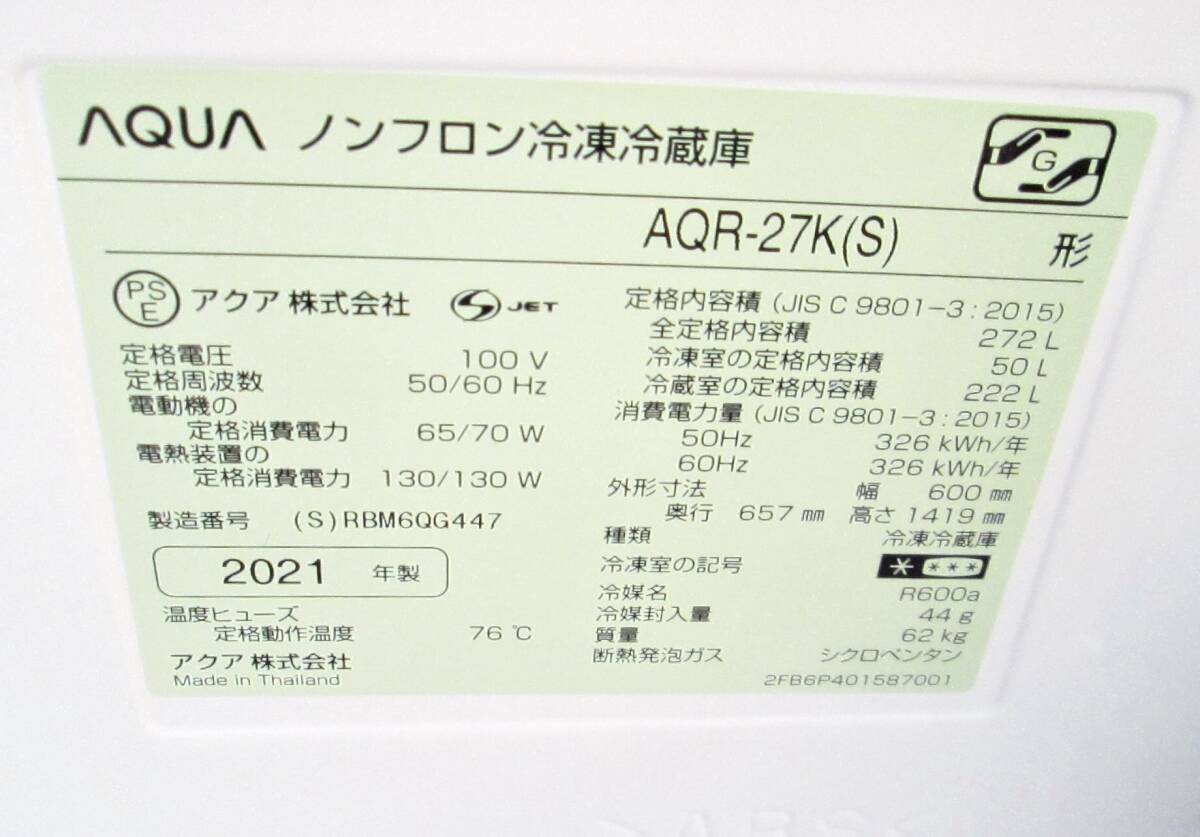 AQUA ノンフロン冷凍冷蔵庫
G
AQR-27K(S) 形
PS
E
アクア 株式会社
JET
定格電圧 100 V
定格周波数 50/60 Hz
電動機の
定格消費電力 65/70 W
電熱装置の
定格消費電力 130/130 W
製造番号 (S)RBM6QG447
2021 年製
温度ヒューズ
定格動作温度 76 ℃
アクア 株式会社
Made in Thailand
定格内容積 (JIS C 9801-3:2015)
全定格内容積 272 L
冷凍室の定格内容積 50 L
冷蔵室の定格内容積 222 L
消費電力量 (JIS C 9801-3:2015)
50Hz 326 kWh/年
60Hz 326 kWh/年
外形寸法 幅 600 ㎜
奥行 657 ㎜ 高さ 1419 ㎜
種類 冷凍冷蔵庫
冷凍室の記号 * ***
冷媒名 R600a
冷媒封入量 44 g
質量 62 kg
断熱発泡ガス シクロペンタン
2FB6P401587001
>ABS<